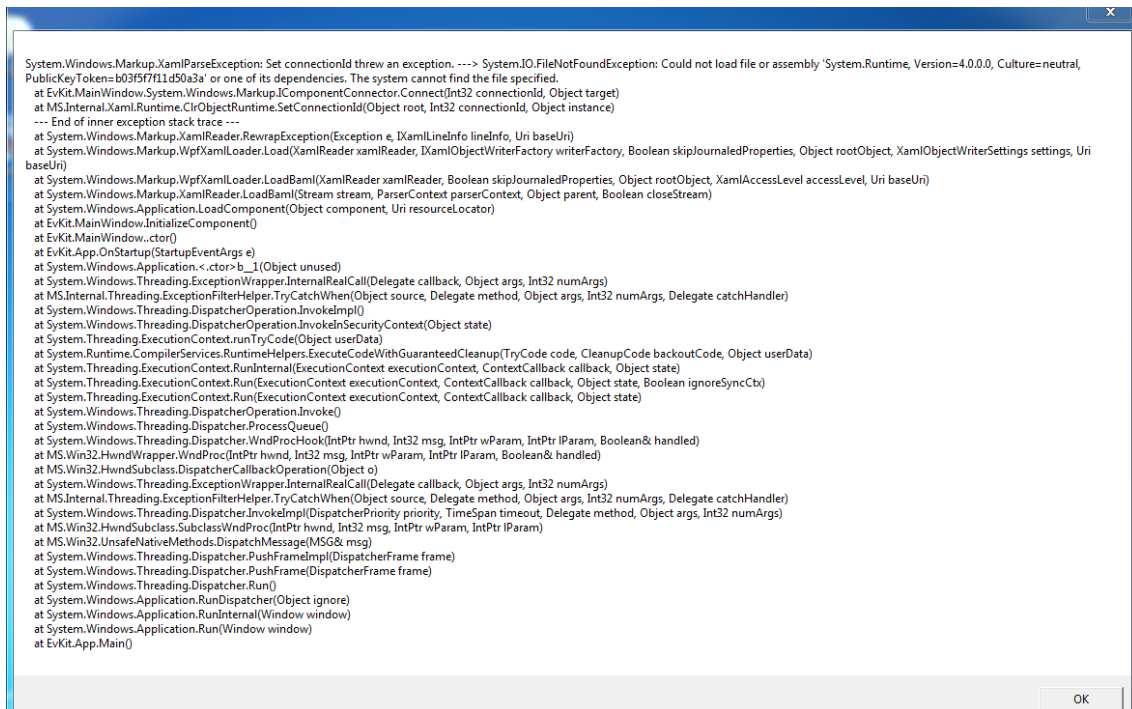 x
System.Windows.Markup.XamlParseException: Set connectionId threw an exception. ---> System.IO.FileNotFoundException: Could not load file or assembly 'System.Runtime, Version=4.0.0.0, Culture=neutral,
PublicKeyToken=b03f5f7f11d50a3a' or one of its dependencies. The system cannot find the file specified.
at EvKit.MainWindow.System.Windows.Markup.IComponentConnector.Connect(Int32 connectionId, Object target)
at MS.Internal.Xaml.Runtime.ClrObjectRuntime.SetConnectionId(Object root, Int32 connectionId, Object instance)
--- End of inner exception stack trace ---
at System.Windows.Markup.XamlReader.RewrapException(Exception e, IXamlLineInfo lineInfo, Uri baseUri)
at System.Windows.Markup.WpfXamlLoader.Load(XamlReader xamlReader, IXamlObjectWriterFactory writerFactory, Boolean skipJournaledProperties, Object rootObject, XamlObjectWriterSettings settings, Uri
baseUri)
at System.Windows.Markup.WpfXamlLoader.LoadBaml(XamlReader xamlReader, Boolean skipJournaledProperties, Object rootObject, XamlAccessLevel accessLevel, Uri baseUri)
at System.Windows.Markup.XamlReader.LoadBaml(Stream stream, ParserContext parserContext, Object parent, Boolean closeStream)
at System.Windows.Application.LoadComponent(Object component, Uri resourceLocator)
at EvKit.MainWindow.InitializeComponent()
at EvKit.MainWindow..ctor()
at EvKit.App.OnStartup(StartupEventArgs e)
at System.Windows.Application.<.ctor>b__1(Object unused)
at System.Windows.Threading.ExceptionWrapper.InternalRealCall(Delegate callback, Object args, Int32 numArgs)
at MS.Internal.Threading.ExceptionFilterHelper.TryCatchWhen(Object source, Delegate method, Object args, Int32 numArgs, Delegate catchHandler)
at System.Windows.Threading.DispatcherOperation.InvokeImpl()
at System.Windows.Threading.DispatcherOperation.InvokeInSecurityContext(Object state)
at System.Threading.ExecutionContext.runTryCode(Object userData)
at System.Runtime.CompilerServices.RuntimeHelpers.ExecuteCodeWithGuaranteedCleanup(TryCode code, CleanupCode backoutCode, Object userData)
at System.Threading.ExecutionContext.RunInternal(ExecutionContext executionContext, ContextCallback callback, Object state)
at System.Threading.ExecutionContext.Run(ExecutionContext executionContext, ContextCallback callback, Object state, Boolean ignoreSyncCtx)
at System.Threading.ExecutionContext.Run(ExecutionContext executionContext, ContextCallback callback, Object state)
at System.Windows.Threading.DispatcherOperation.Invoke()
at System.Windows.Threading.Dispatcher.ProcessQueue()
at System.Windows.Threading.Dispatcher.WndProcHook(IntPtr hwnd, Int32 msg, IntPtr wParam, IntPtr lParam, Boolean& handled)
at MS.Win32.HwndWrapper.WndProc(IntPtr hwnd, Int32 msg, IntPtr wParam, IntPtr lParam, Boolean& handled)
at MS.Win32.HwndSubclass.DispatcherCallbackOperation(Object o)
at System.Windows.Threading.ExceptionWrapper.InternalRealCall(Delegate callback, Object args, Int32 numArgs)
at MS.Internal.Threading.ExceptionFilterHelper.TryCatchWhen(Object source, Delegate method, Object args, Int32 numArgs, Delegate catchHandler)
at System.Windows.Threading.Dispatcher.InvokeImpl(DispatcherPriority priority, TimeSpan timeout, Delegate method, Object args, Int32 numArgs)
at MS.Win32.HwndSubclass.SubclassWndProc(IntPtr hwnd, Int32 msg, IntPtr wParam, IntPtr lParam)
at MS.Win32.UnsafeNativeMethods.DispatchMessage(MSG& msg)
at System.Windows.Threading.Dispatcher.PushFrameImpl(DispatcherFrame frame)
at System.Windows.Threading.Dispatcher.PushFrame(DispatcherFrame frame)
at System.Windows.Threading.Dispatcher.Run()
at System.Windows.Application.RunDispatcher(Object ignore)
at System.Windows.Application.RunInternal(Window window)
at System.Windows.Application.Run(Window window)
at EvKit.App.Main()
OK